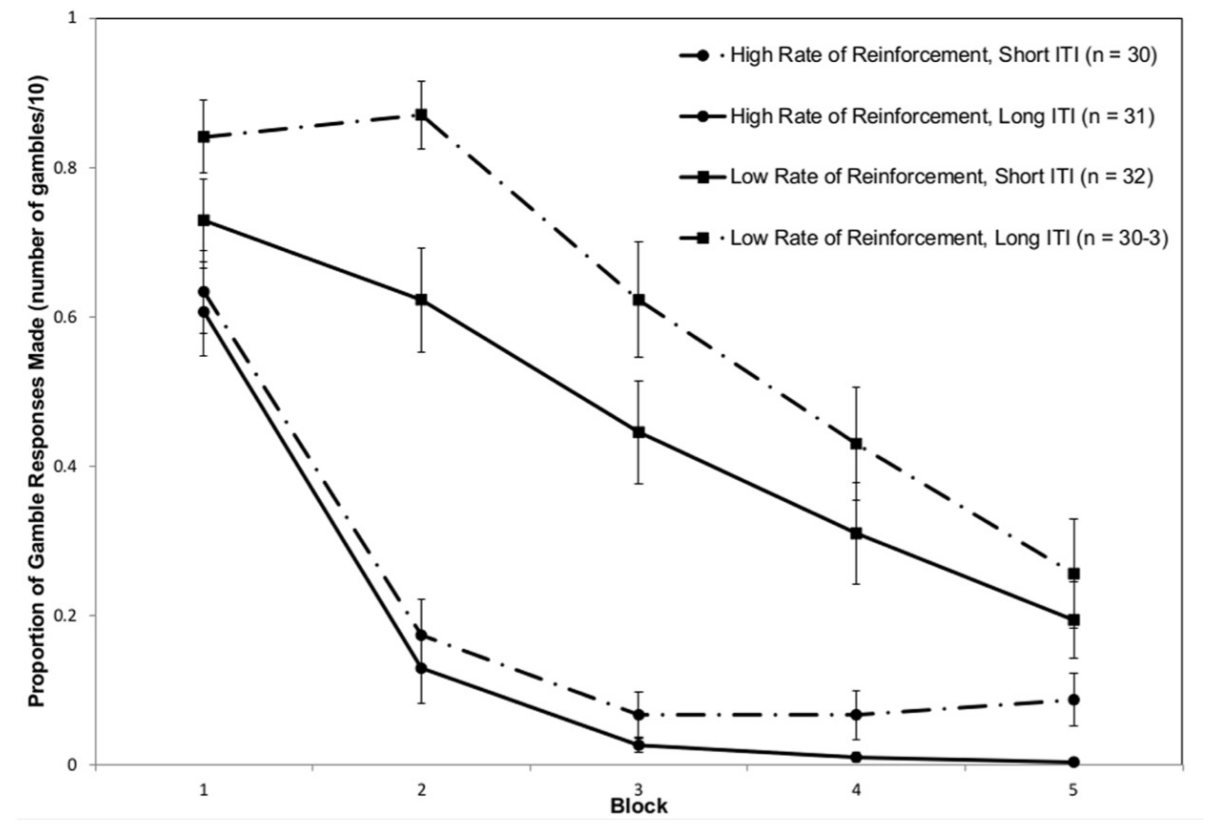 Proportion of Gamble Responses Made (number of gambles/10)
1
0.8
0.6
0.4
0.2
0
High Rate of Reinforcement, Short ITI (n = 30)
High Rate of Reinforcement, Long ITI (n = 31)
Low Rate of Reinforcement, Short ITI (n = 32)
Low Rate of Reinforcement, Long ITI (n = 30-3)
1 2 3 4 5
Block